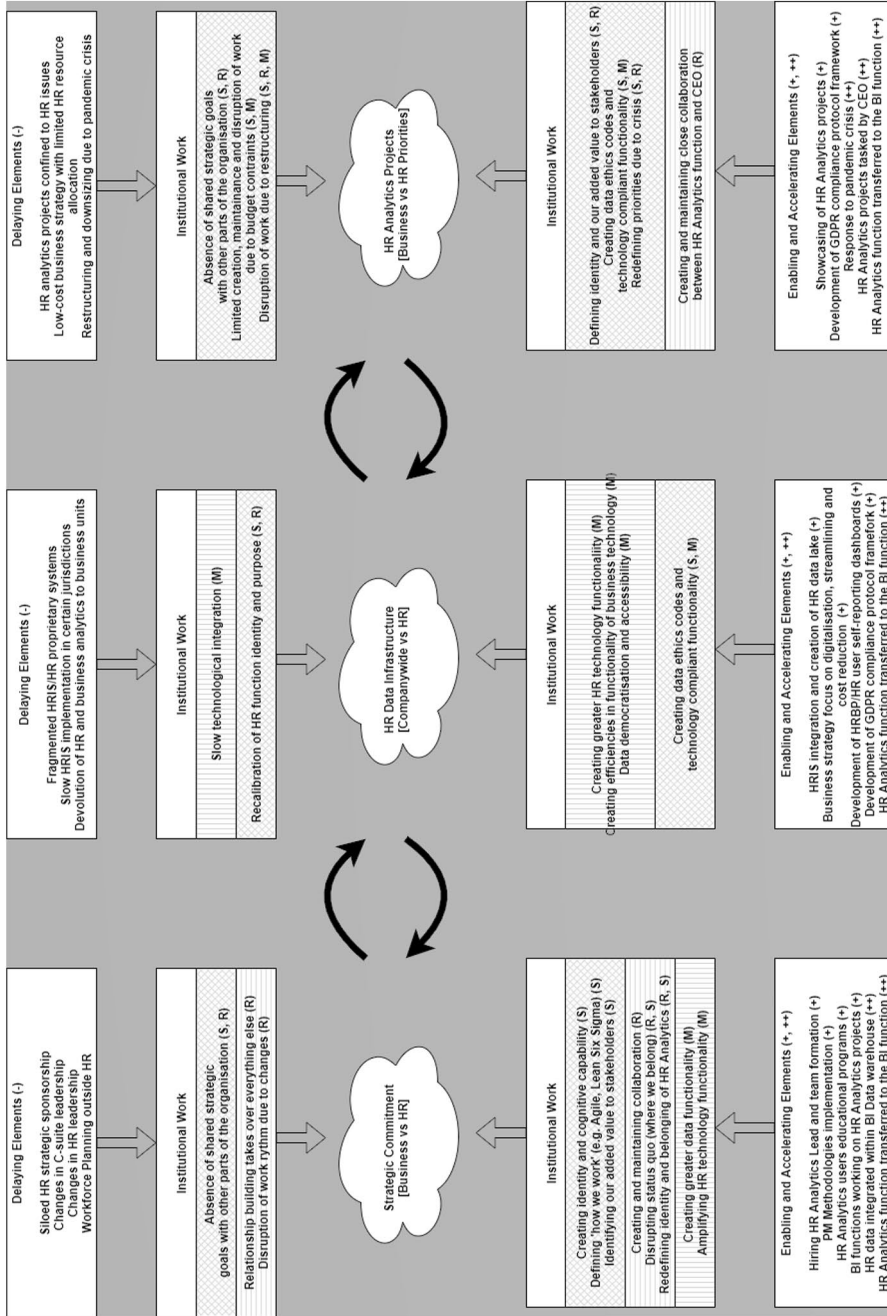 Delaying Elements (-)
Siloed HR strategic sponsorship
Changes in C-suite leadership
Changes in HR leadership
Workforce Planning outside HR
Institutional Work
Absence of shared strategic
goals with other parts of the organisation (S, R)
Relationship building takes over everything else (R)
Disruption of work rythm due to changes (R)
Strategic Commitment
[Business vs HR]
Institutional Work
Creating identity and cognitive capability (S)
Defining 'how we work' (e.g. Agile, Lean Six Sigma) (S)
Identifying our added value to stakeholders (S)
Creating and maintaining collaboration (R)
Disrupting status quo (where we belong) (R, S)
Redefining identity and belonging of HR Analytics (R, S)
Creating greater data functionality (M)
Amplifying HR technology functionality (M)
Enabling and Accelerating Elements (+, ++)
Hiring HR Analytics Lead and team formation (+)
PM Methodologies implementation (+)
HR Analytics users educational programs (+)
BI functions working on HR Analytics projects (+)
HR data integrated within BI Data warehouse (++)
HR Analytics function transferred to the BI function (++)
Delaying Elements (-)
Fragmented HRIS/HR proprietary systems
Slow HRIS implementation in certain jurisdictions
Devolution of HR and business analytics to business units
Institutional Work
Slow technological integration (M)
Recalibration of HR function identity and purpose (S, R)
HR Data Infrastructure
[Companywide vs HR]
Institutional Work
Creating greater HR technology functionaliity (M)
Creating efficiencies in functionality of business technology (M)
Data democratisation and accessibility (M)
Creating data ethics codes and
technology compliant functionality (S, M)
Enabling and Accelerating Elements (+, ++)
HRIS integration and creation of HR data lake (+)
Business strategy focus on digitalisation, streamlining and
cost reduction (+)
Development of HRBP/HR user self-reporting dashboards (+)
Development of GDPR compliance protocol framefork (+)
HR Analytics function transferred to the BI function (++)
Delaying Elements (-)
HR analytics projects confined to HR issues
Low-cost business strategy with limited HR resource
allocation
Restructuring and downsizing due to pandemic crisis
Institutional Work
Absence of shared strategic goals
with other parts of the organisation (S, R)
Limited creation, maintainance and disruption of work
due to budget contraints (S, M)
Disruption of work due to restructuring (S, R, M)
HR Analytics Projects
[Business vs HR Priorities]
Institutional Work
Defining identity and our added value to stakeholders (S, R)
Creating data ethics codes and
technology compliant functionality (S, M)
Redefining priorities due to crisis (S, R)
Creating and maintaining close collaboration
between HR Analytics function and CEO (R)
Enabling and Accelerating Elements (+, ++)
Showcasing of HR Analytics projects (+)
Development of GDPR compliance protocol framework (+)
Response to pandemic crisis (++)
HR Analytics projects tasked by CEO (++)
HR Analytics function transferred to the BI function (++)